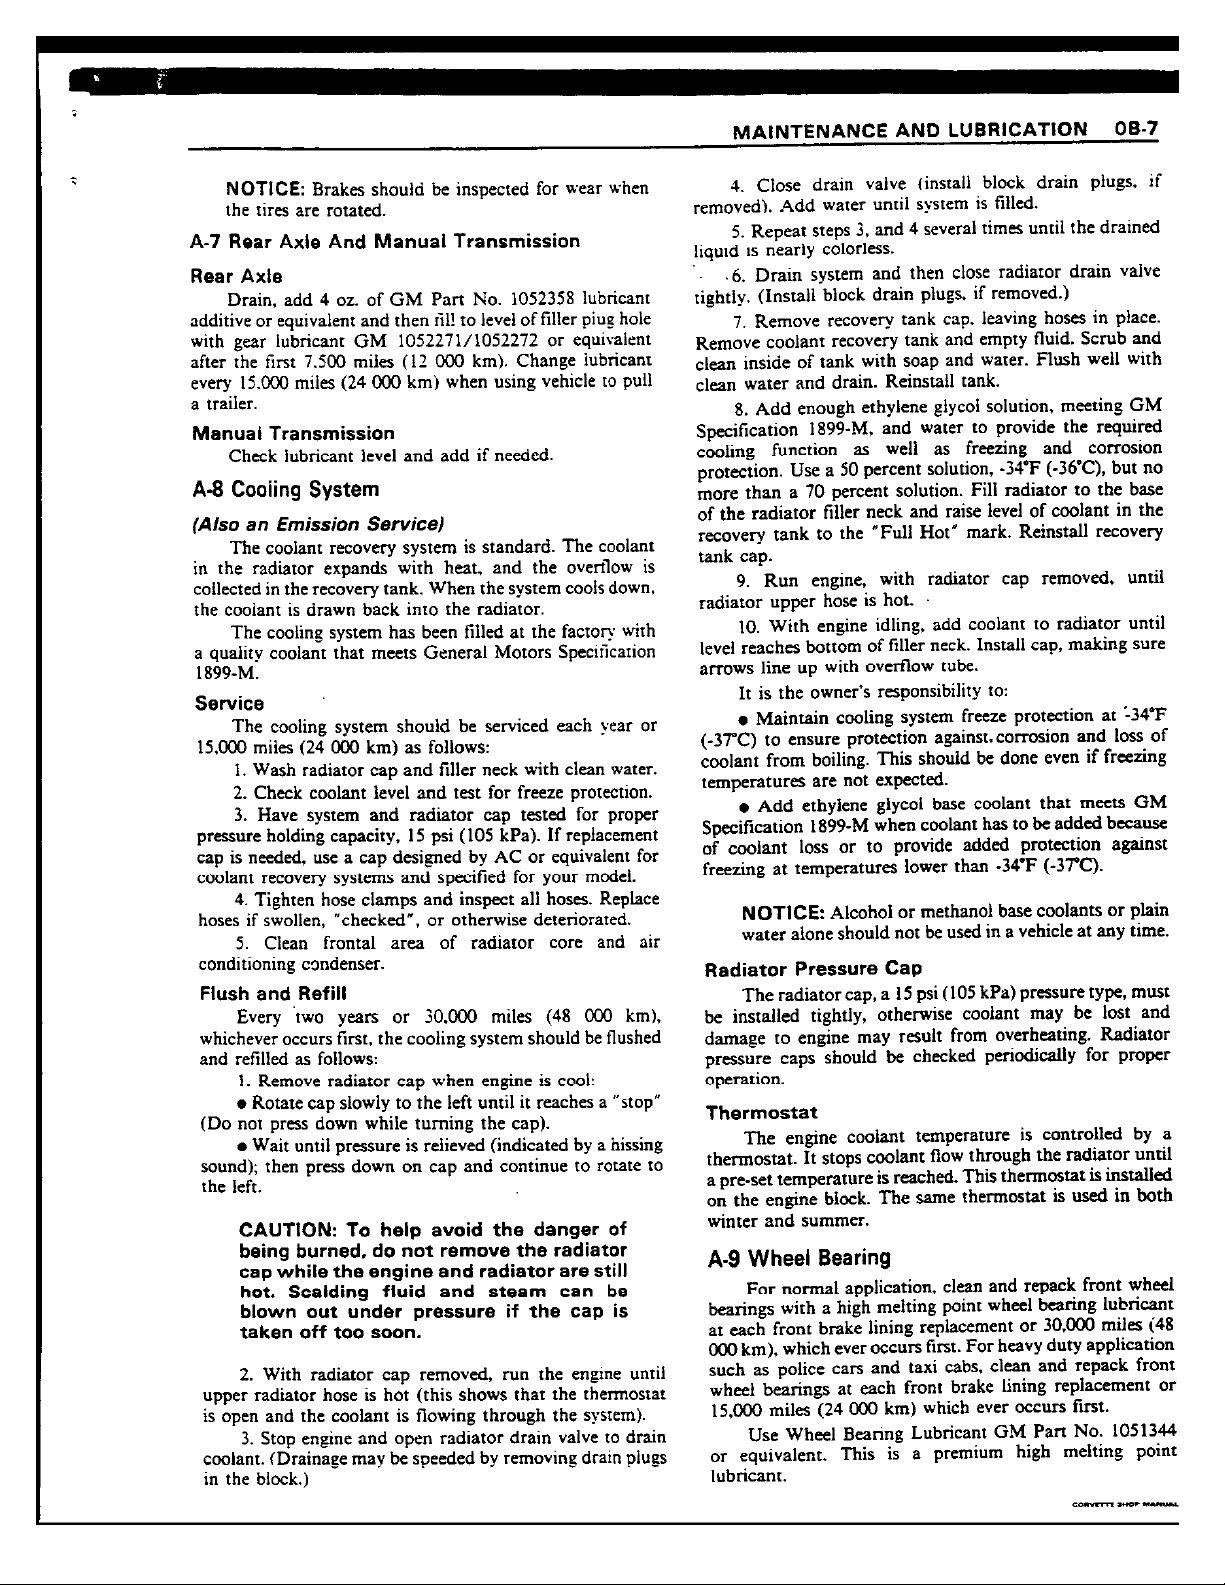 MAINTENANCE AND LUBRICATION 0B-7
NOTICE: Brakes should be inspected for wear when
the tires are rotated.
A-7 Rear Axle And Manual Transmission
Rear Axle
Drain, add 4 oz. of GM Part No. 1052358 lubricant
additive or equivalent and then fill to level of filler plug hole
with gear lubricant GM 1052271/1052272 or equivalent
after the first 7,500 miles (12 000 km). Change lubricant
every 15,000 miles (24 000 km) when using vehicle to pull
a trailer.
Manual Transmission
Check lubricant level and add if needed.
A-8 Cooling System
(Also an Emission Service)
The coolant recovery system is standard. The coolant
in the radiator expands with heat, and the overflow is
collected in the recovery tank. When the system cools down,
the coolant is drawn back into the radiator.
The cooling system has been filled at the factory with
a quality coolant that meets General Motors Specification
1899-M.
Service
The cooling system should be serviced each year or
15,000 miles (24 000 km) as follows:
1. Wash radiator cap and filler neck with clean water.
2. Check coolant level and test for freeze protection.
3. Have system and radiator cap tested for proper
pressure holding capacity, 15 psi (105 kPa). If replacement
cap is needed, use a cap designed by AC or equivalent for
coolant recovery systems and specified for your model.
4. Tighten hose clamps and inspect all hoses. Replace
hoses if swollen, "checked", or otherwise deteriorated.
5. Clean frontal area of radiator core and air
conditioning condenser.
Flush and Refill
Every two years or 30,000 miles (48 000 km),
whichever occurs first, the cooling system should be flushed
and refilled as follows:
1. Remove radiator cap when engine is cool:
● Rotate cap slowly to the left until it reaches a "stop"
(Do not press down while turning the cap).
● Wait until pressure is relieved (indicated by a hissing
sound); then press down on cap and continue to rotate to
the left.
CAUTION: To help avoid the danger of
being burned, do not remove the radiator
cap while the engine and radiator are still
hot. Scalding fluid and steam can be
blown out under pressure if the cap is
taken off too soon.
2. With radiator cap removed, run the engine until
upper radiator hose is hot (this shows that the thermostat
is open and the coolant is flowing through the system).
3. Stop engine and open radiator drain valve to drain
coolant. (Drainage may be speeded by removing drain plugs
in the block.)
4. Close drain valve (install block drain plugs, if
removed). Add water until system is filled.
5. Repeat steps 3, and 4 several times until the drained
liquid is nearly colorless.
6. Drain system and then close radiator drain valve
tightly. (Install block drain plugs, if removed.)
7. Remove recovery tank cap, leaving hoses in place.
Remove coolant recovery tank and empty fluid. Scrub and
clean inside of tank with soap and water. Flush well with
clean water and drain. Reinstall tank.
8. Add enough ethylene glycol solution, meeting GM
Specification 1899-M, and water to provide the required
cooling function as well as freezing and corrosion
protection. Use a 50 percent solution, -34°F (-36°C), but no
more than a 70 percent solution. Fill radiator to the base
of the radiator filler neck and raise level of coolant in the
recovery tank to the "Full Hot" mark. Reinstall recovery
tank cap.
9. Run engine, with radiator cap removed, until
radiator upper hose is hot.
10. With engine idling, add coolant to radiator until
level reaches bottom of filler neck. Install cap, making sure
arrows line up with overflow tube.
It is the owner's responsibility to:
● Maintain cooling system freeze protection at -34°F
(-37°C) to ensure protection against corrosion and loss of
coolant from boiling. This should be done even if freezing
temperatures are not expected.
● Add ethylene glycol base coolant that meets GM
Specification 1899-M when coolant has to be added because
of coolant loss or to provide added protection against
freezing at temperatures lower than -34°F (-37°C).
NOTICE: Alcohol or methanol base coolants or plain
water alone should not be used in a vehicle at any time.
Radiator Pressure Cap
The radiator cap, a 15 psi (105 kPa) pressure type, must
be installed tightly, otherwise coolant may be lost and
damage to engine may result from overheating. Radiator
pressure caps should be checked periodically for proper
operation.
Thermostat
The engine coolant temperature is controlled by a
thermostat. It stops coolant flow through the radiator until
a pre-set temperature is reached. This thermostat is installed
on the engine block. The same thermostat is used in both
winter and summer.
A-9 Wheel Bearing
For normal application, clean and repack front wheel
bearings with a high melting point wheel bearing lubricant
at each front brake lining replacement or 30,000 miles (48
000 km), which ever occurs first. For heavy duty application
such as police cars and taxi cabs, clean and repack front
wheel bearings at each front brake lining replacement or
15,000 miles (24 000 km) which ever occurs first.
Use Wheel Bearing Lubricant GM Part No. 1051344
or equivalent. This is a premium high melting point
lubricant.
CORVETTE SHOP MANUAL